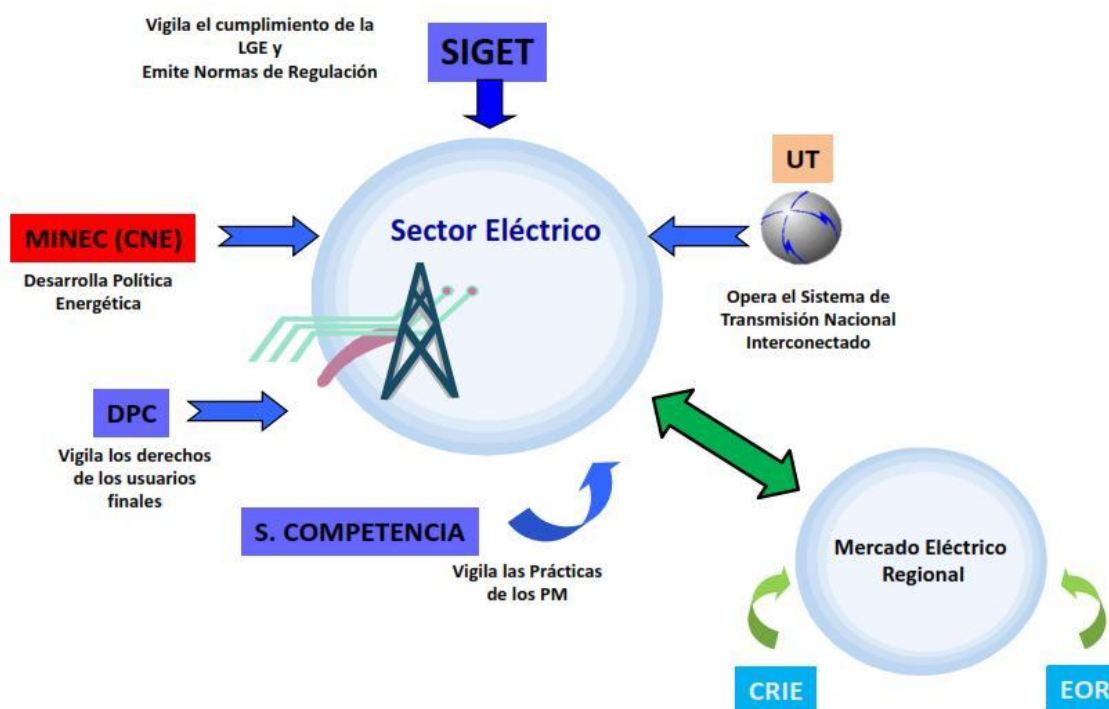 Vigila el cumplimiento de la
LGE y
Emite Normas de Regulación
SIGET
UT
MINEC (CNE)
Desarrolla Política
Energética
Sector Eléctrico
Opera el Sistema de
Transmisión Nacional
Interconectado
DPC
Vigila los derechos
de los usuarios
finales
S. COMPETENCIA
Vigila las Prácticas
de los PM
Mercado Eléctrico
Regional
CRIE
EOR